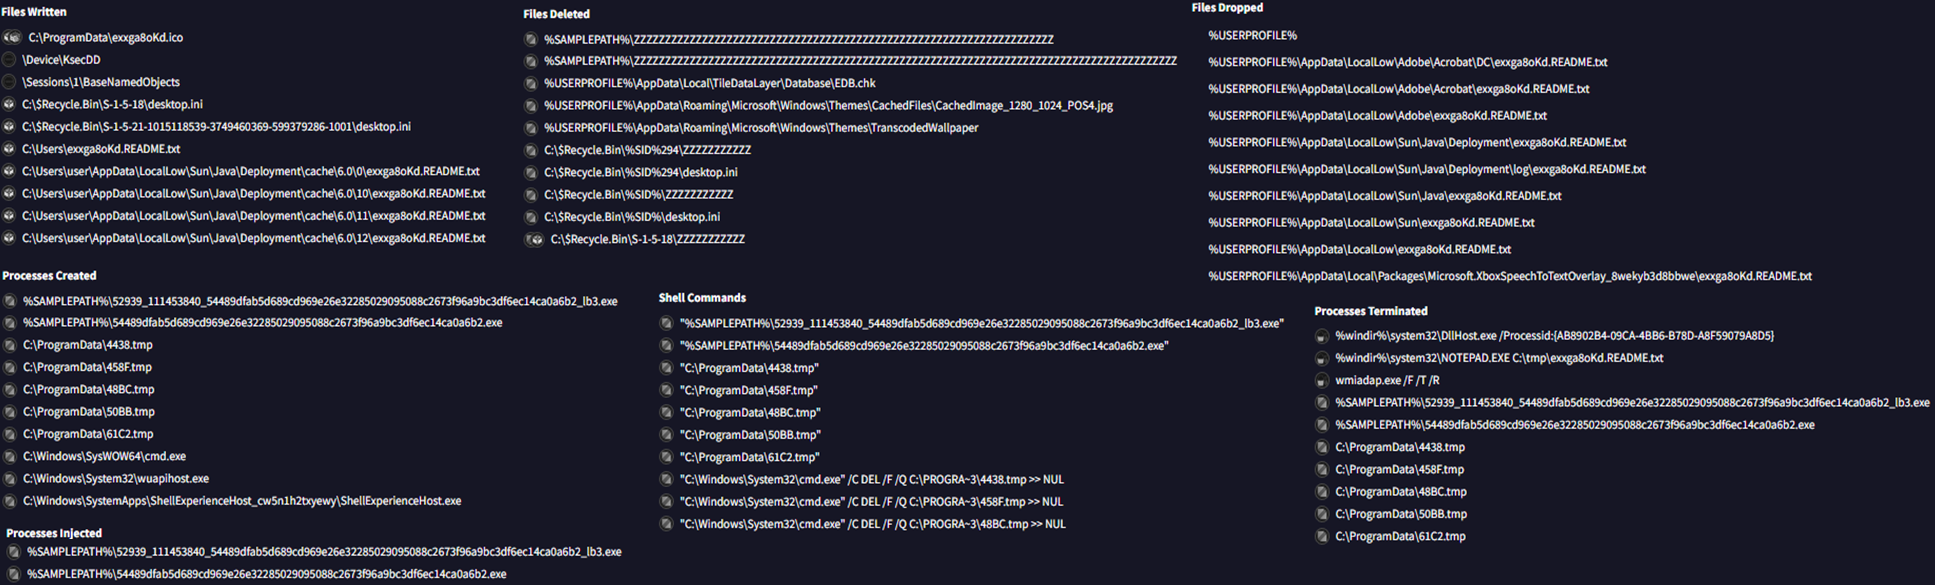 Files Written
C:\ProgramData\exxga8oKd.ico
\Device\KsecDD
\Sessions\1\BaseNamedObjects
C:\$Recycle.Bin\S-1-5-18\desktop.ini
C:\$Recycle.Bin\S-1-5-21-1015118539-3749460369-599379286-1001\desktop.ini
C:\Users\exxga8oKd.README.txt
C:\Users\user\AppData\LocalLow\Sun\Java\Deployment\cache\6.0\0\exxga8oKd.README.txt
C:\Users\user\AppData\LocalLow\Sun\Java\Deployment\cache\6.0\10\exxga8oKd.README.txt
C:\Users\user\AppData\LocalLow\Sun\Java\Deployment\cache\6.0\11\exxga8oKd.README.txt
C:\Users\user\AppData\LocalLow\Sun\Java\Deployment\cache\6.0\12\exxga8oKd.README.txt
Files Deleted
%SAMPLEPATH%\ZZZZZZZZZZZZZZZZZZZZZZZZZZZZZZZZZZZZZZZZZZZZZZZZZZZZZZZZZZZZZZZZZZZZ
%SAMPLEPATH%\ZZZZZZZZZZZZZZZZZZZZZZZZZZZZZZZZZZZZZZZZZZZZZZZZZZZZZZZZZZZZZZZZZZZZZZZZZZZZZZZZZZZZZZZZ
%USERPROFILE%\AppData\Local\TileDataLayer\Database\EDB.chk
%USERPROFILE%\AppData\Roaming\Microsoft\Windows\Themes\CachedFiles\CachedImage_1280_1024_POS4.jpg
%USERPROFILE%\AppData\Roaming\Microsoft\Windows\Themes\TranscodedWallpaper
C:\$Recycle.Bin\%SID%294\ZZZZZZZZZZZ
C:\$Recycle.Bin\%SID%294\desktop.ini
C:\$Recycle.Bin\%SID%\ZZZZZZZZZZZ
C:\$Recycle.Bin\%SID%\desktop.ini
C:\$Recycle.Bin\S-1-5-18\ZZZZZZZZZZZ
Files Dropped
%USERPROFILE%
%USERPROFILE%\AppData\LocalLow\Adobe\Acrobat\DC\exxga8oKd.README.txt
%USERPROFILE%\AppData\LocalLow\Adobe\Acrobat\exxga8oKd.README.txt
%USERPROFILE%\AppData\LocalLow\Adobe\exxga8oKd.README.txt
%USERPROFILE%\AppData\LocalLow\Sun\Java\Deployment\exxga8oKd.README.txt
%USERPROFILE%\AppData\LocalLow\Sun\Java\Deployment\log\exxga8oKd.README.txt
%USERPROFILE%\AppData\LocalLow\Sun\Java\exxga8oKd.README.txt
%USERPROFILE%\AppData\LocalLow\Sun\exxga8oKd.README.txt
%USERPROFILE%\AppData\LocalLow\exxga8oKd.README.txt
%USERPROFILE%\AppData\Local\Packages\Microsoft.XboxSpeechToTextOverlay_8wekyb3d8bbwe\exxga8oKd.README.txt
Processes Created
%SAMPLEPATH%\52939_111453840_54489dfab5d689cd969e26e32285029095088c2673f96a9bc3df6ec14ca0a6b2_lb3.exe
%SAMPLEPATH%\54489dfab5d689cd969e26e32285029095088c2673f96a9bc3df6ec14ca0a6b2.exe
C:\ProgramData\4438.tmp
C:\ProgramData\458F.tmp
C:\ProgramData\48BC.tmp
C:\ProgramData\50BB.tmp
C:\ProgramData\61C2.tmp
C:\Windows\SysWOW64\cmd.exe
C:\Windows\System32\wuapihost.exe
C:\Windows\SystemApps\ShellExperienceHost_cw5n1h2txyewy\ShellExperienceHost.exe
Processes Injected
%SAMPLEPATH%\52939_111453840_54489dfab5d689cd969e26e32285029095088c2673f96a9bc3df6ec14ca0a6b2_lb3.exe
%SAMPLEPATH%\54489dfab5d689cd969e26e32285029095088c2673f96a9bc3df6ec14ca0a6b2.exe
Shell Commands
"%SAMPLEPATH%\52939_111453840_54489dfab5d689cd969e26e32285029095088c2673f96a9bc3df6ec14ca0a6b2_lb3.exe"
"%SAMPLEPATH%\54489dfab5d689cd969e26e32285029095088c2673f96a9bc3df6ec14ca0a6b2.exe"
"C:\ProgramData\4438.tmp"
"C:\ProgramData\458F.tmp"
"C:\ProgramData\48BC.tmp"
"C:\ProgramData\50BB.tmp"
"C:\ProgramData\61C2.tmp"
"C:\Windows\System32\cmd.exe" /C DEL /F /Q C:\PROGRA~3\4438.tmp >> NUL
"C:\Windows\System32\cmd.exe" /C DEL /F /Q C:\PROGRA~3\458F.tmp >> NUL
"C:\Windows\System32\cmd.exe" /C DEL /F /Q C:\PROGRA~3\48BC.tmp >> NUL
Processes Terminated
%windir%\system32\DllHost.exe /Processid:{AB8902B4-09CA-4BB6-B78D-A8F59079A8D5}
%windir%\system32\NOTEPAD.EXE C:\tmp\exxga8oKd.README.txt
wmiadap.exe /F /T /R
%SAMPLEPATH%\52939_111453840_54489dfab5d689cd969e26e32285029095088c2673f96a9bc3df6ec14ca0a6b2_lb3.exe
%SAMPLEPATH%\54489dfab5d689cd969e26e32285029095088c2673f96a9bc3df6ec14ca0a6b2.exe
C:\ProgramData\4438.tmp
C:\ProgramData\458F.tmp
C:\ProgramData\48BC.tmp
C:\ProgramData\50BB.tmp
C:\ProgramData\61C2.tmp